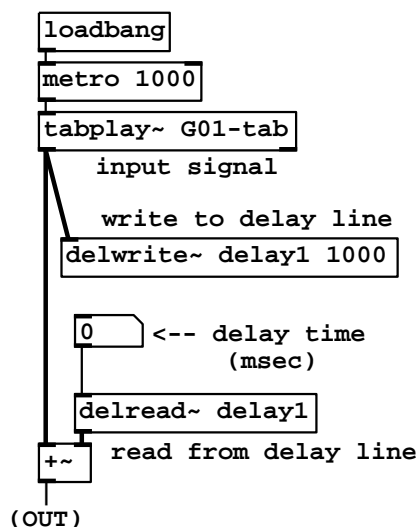 loadbang
metro 1000
tabplay~ G01-tab
input signal
write to delay line
delwrite~ delay1 1000
0 <-- delay time
(msec)
delread~ delay1
+~ read from delay line
(OUT)